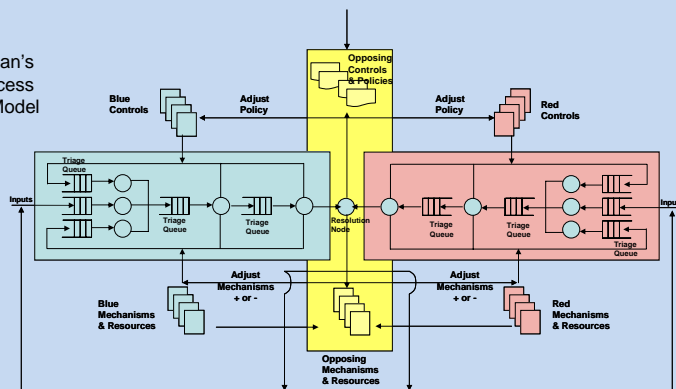 an's
cess
Model
Opposing
Controls
& Policies
Blue
Controls
Adjust
Policy
Adjust
Policy
Red
Controls
Triage
Queue
Inputs
Triage
Queue
Triage
Queue
Resolution
Node
Triage
Queue
Triage
Queue
Triage
Queue
Input
Adjust
Mechanisms
+ or -
Adjust
Mechanisms
+ or -
Blue
Mechanisms
& Resources
Red
Mechanisms
& Resources
Opposing
Mechanisms
& Resources